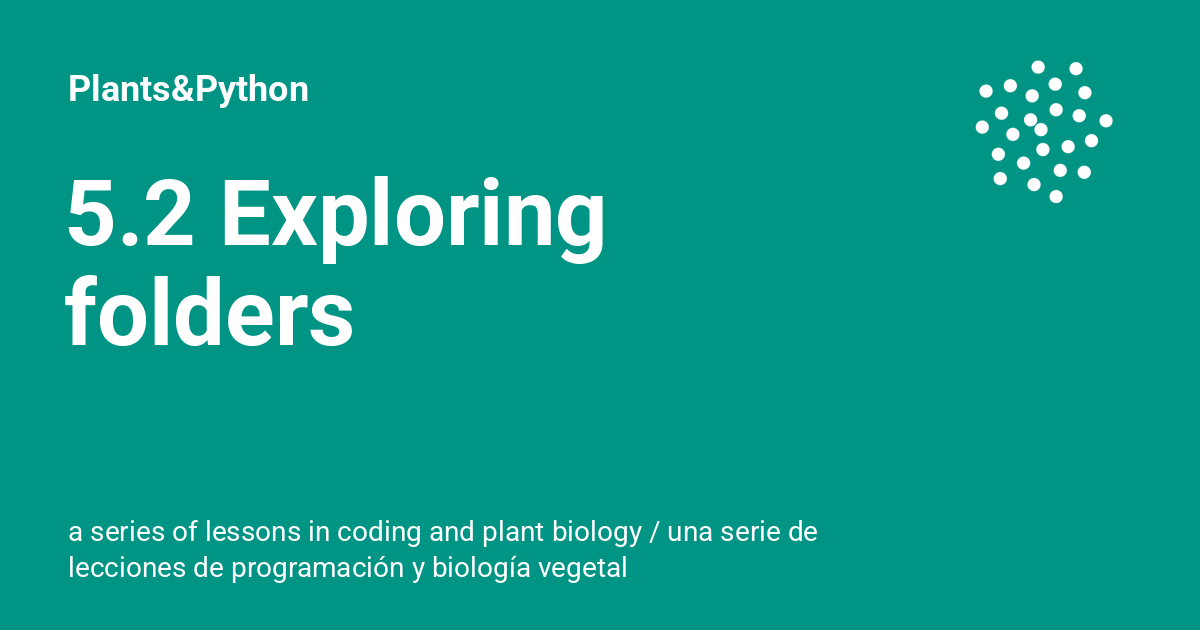 Plants&Python
5.2 Exploring
folders
a series of lessons in coding and plant biology / una serie de
lecciones de programación y biología vegetal